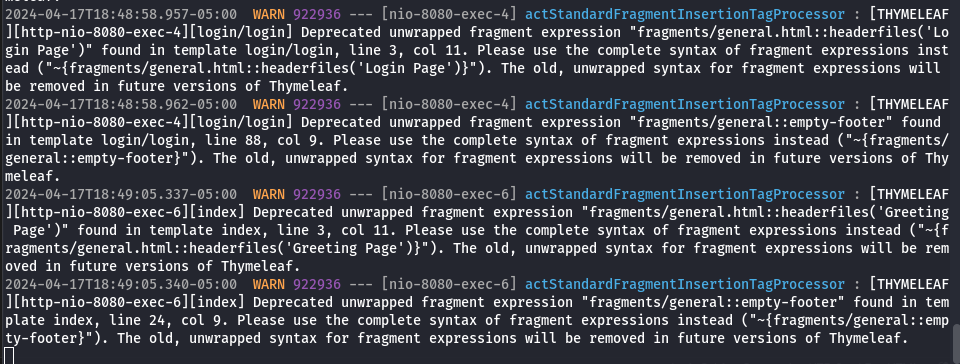 2024-04-17T18:48:58.957-05:00  WARN 922936 --- [nio-8080-exec-4] actStandardFragmentInsertionTagProcessor : [THYMELEAF
][http-nio-8080-exec-4][login/login] Deprecated unwrapped fragment expression "fragments/general.html::headerfiles('Lo
gin Page')" found in template login/login, line 3, col 11. Please use the complete syntax of fragment expressions inst
ead ("~{fragments/general.html::headerfiles('Login Page')}"). The old, unwrapped syntax for fragment expressions will
be removed in future versions of Thymeleaf.
2024-04-17T18:48:58.962-05:00  WARN 922936 --- [nio-8080-exec-4] actStandardFragmentInsertionTagProcessor : [THYMELEAF
][http-nio-8080-exec-4][login/login] Deprecated unwrapped fragment expression "fragments/general::empty-footer" found
in template login/login, line 88, col 9. Please use the complete syntax of fragment expressions instead ("~{fragments/
general::empty-footer}"). The old, unwrapped syntax for fragment expressions will be removed in future versions of Thy
meleaf.
2024-04-17T18:49:05.337-05:00  WARN 922936 --- [nio-8080-exec-6] actStandardFragmentInsertionTagProcessor : [THYMELEAF
][http-nio-8080-exec-6][index] Deprecated unwrapped fragment expression "fragments/general.html::headerfiles('Greeting
 Page')" found in template index, line 3, col 11. Please use the complete syntax of fragment expressions instead ("~{f
ragments/general.html::headerfiles('Greeting Page')}"). The old, unwrapped syntax for fragment expressions will be rem
oved in future versions of Thymeleaf.
2024-04-17T18:49:05.340-05:00  WARN 922936 --- [nio-8080-exec-6] actStandardFragmentInsertionTagProcessor : [THYMELEAF
][http-nio-8080-exec-6][index] Deprecated unwrapped fragment expression "fragments/general::empty-footer" found in tem
plate index, line 24, col 9. Please use the complete syntax of fragment expressions instead ("~{fragments/general::emp
ty-footer}"). The old, unwrapped syntax for fragment expressions will be removed in future versions of Thymeleaf.